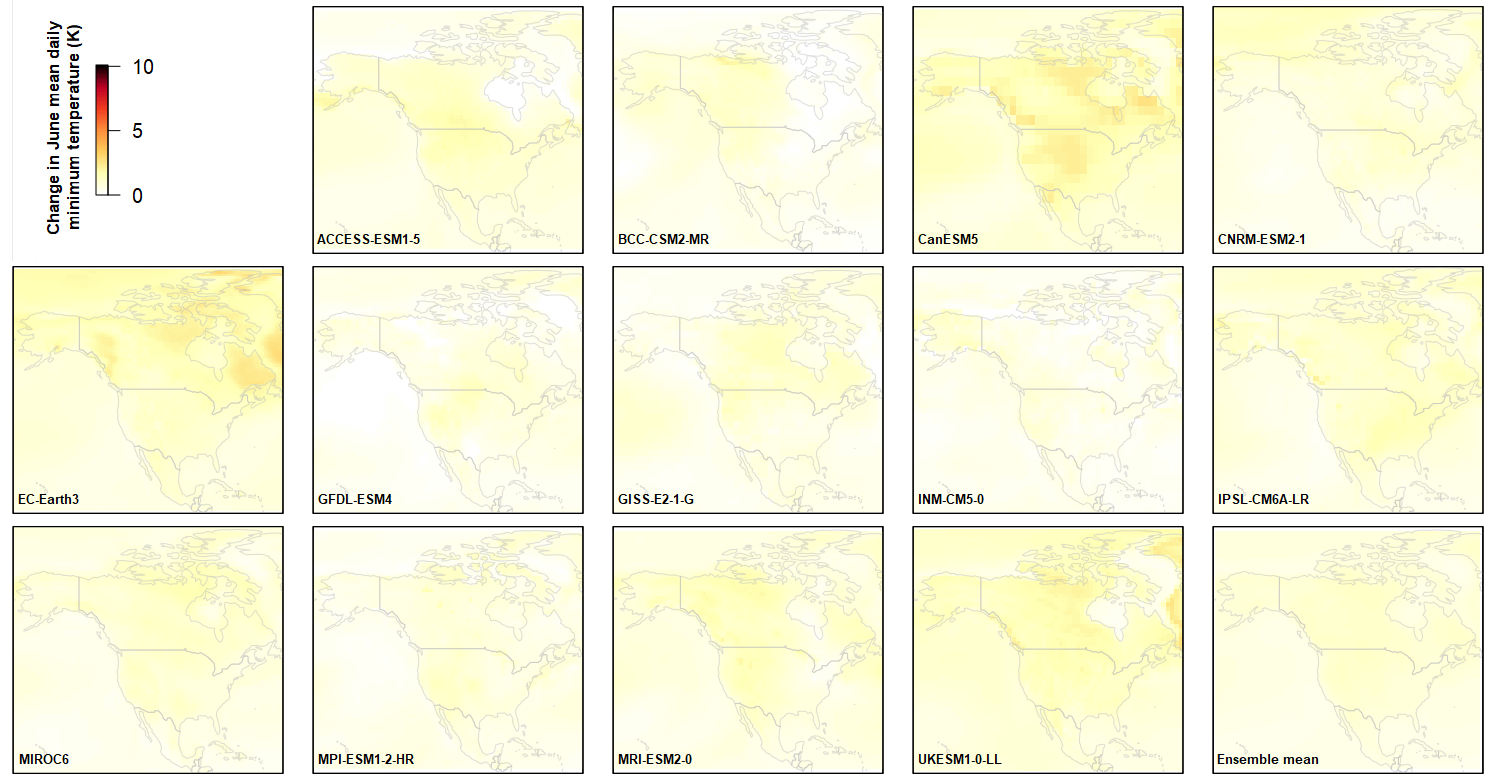 Change in June mean daily
minimum temperature (K)
10
5
0
ACCESS-ESM1-5
BCC-CSM2-MR
CanESM5
CNRM-ESM2-1
EC-Earth3
GFDL-ESM4
GISS-E2-1-G
INM-CM5-0
IPSL-CM6A-LR
MIROC6
MPI-ESM1-2-HR
MRI-ESM2-0
UKESM1-0-LL
Ensemble mean